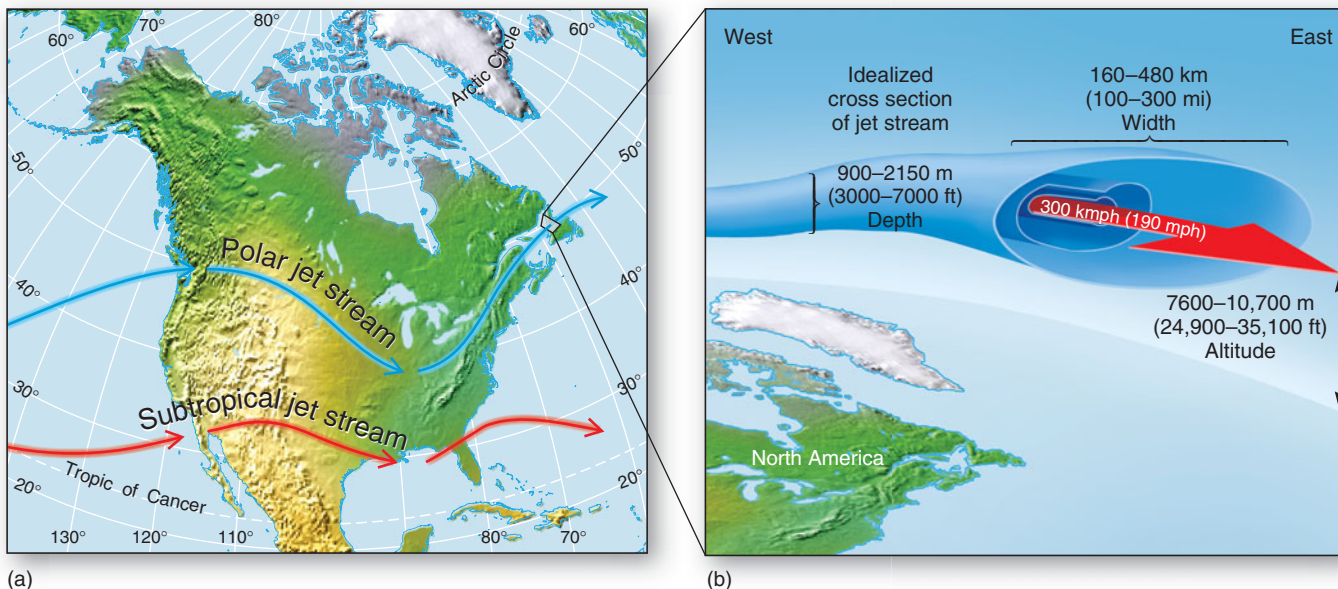 60°
70°
80°
70°
60°
Arctic Circle
50°
50°
40°
40°
30°
30°
20°
20°
Polar jet stream
Subtropical jet stream
Tropic of Cancer
130°
120°
110°
80°
70°
(a)
West
East
Idealized
cross section
of jet stream
160–480 km
(100–300 mi)
Width
900–2150 m
(3000–7000 ft)
Depth
300 kmph (190 mph)
7600–10,700 m
(24,900–35,100 ft)
Altitude
North America
(b)